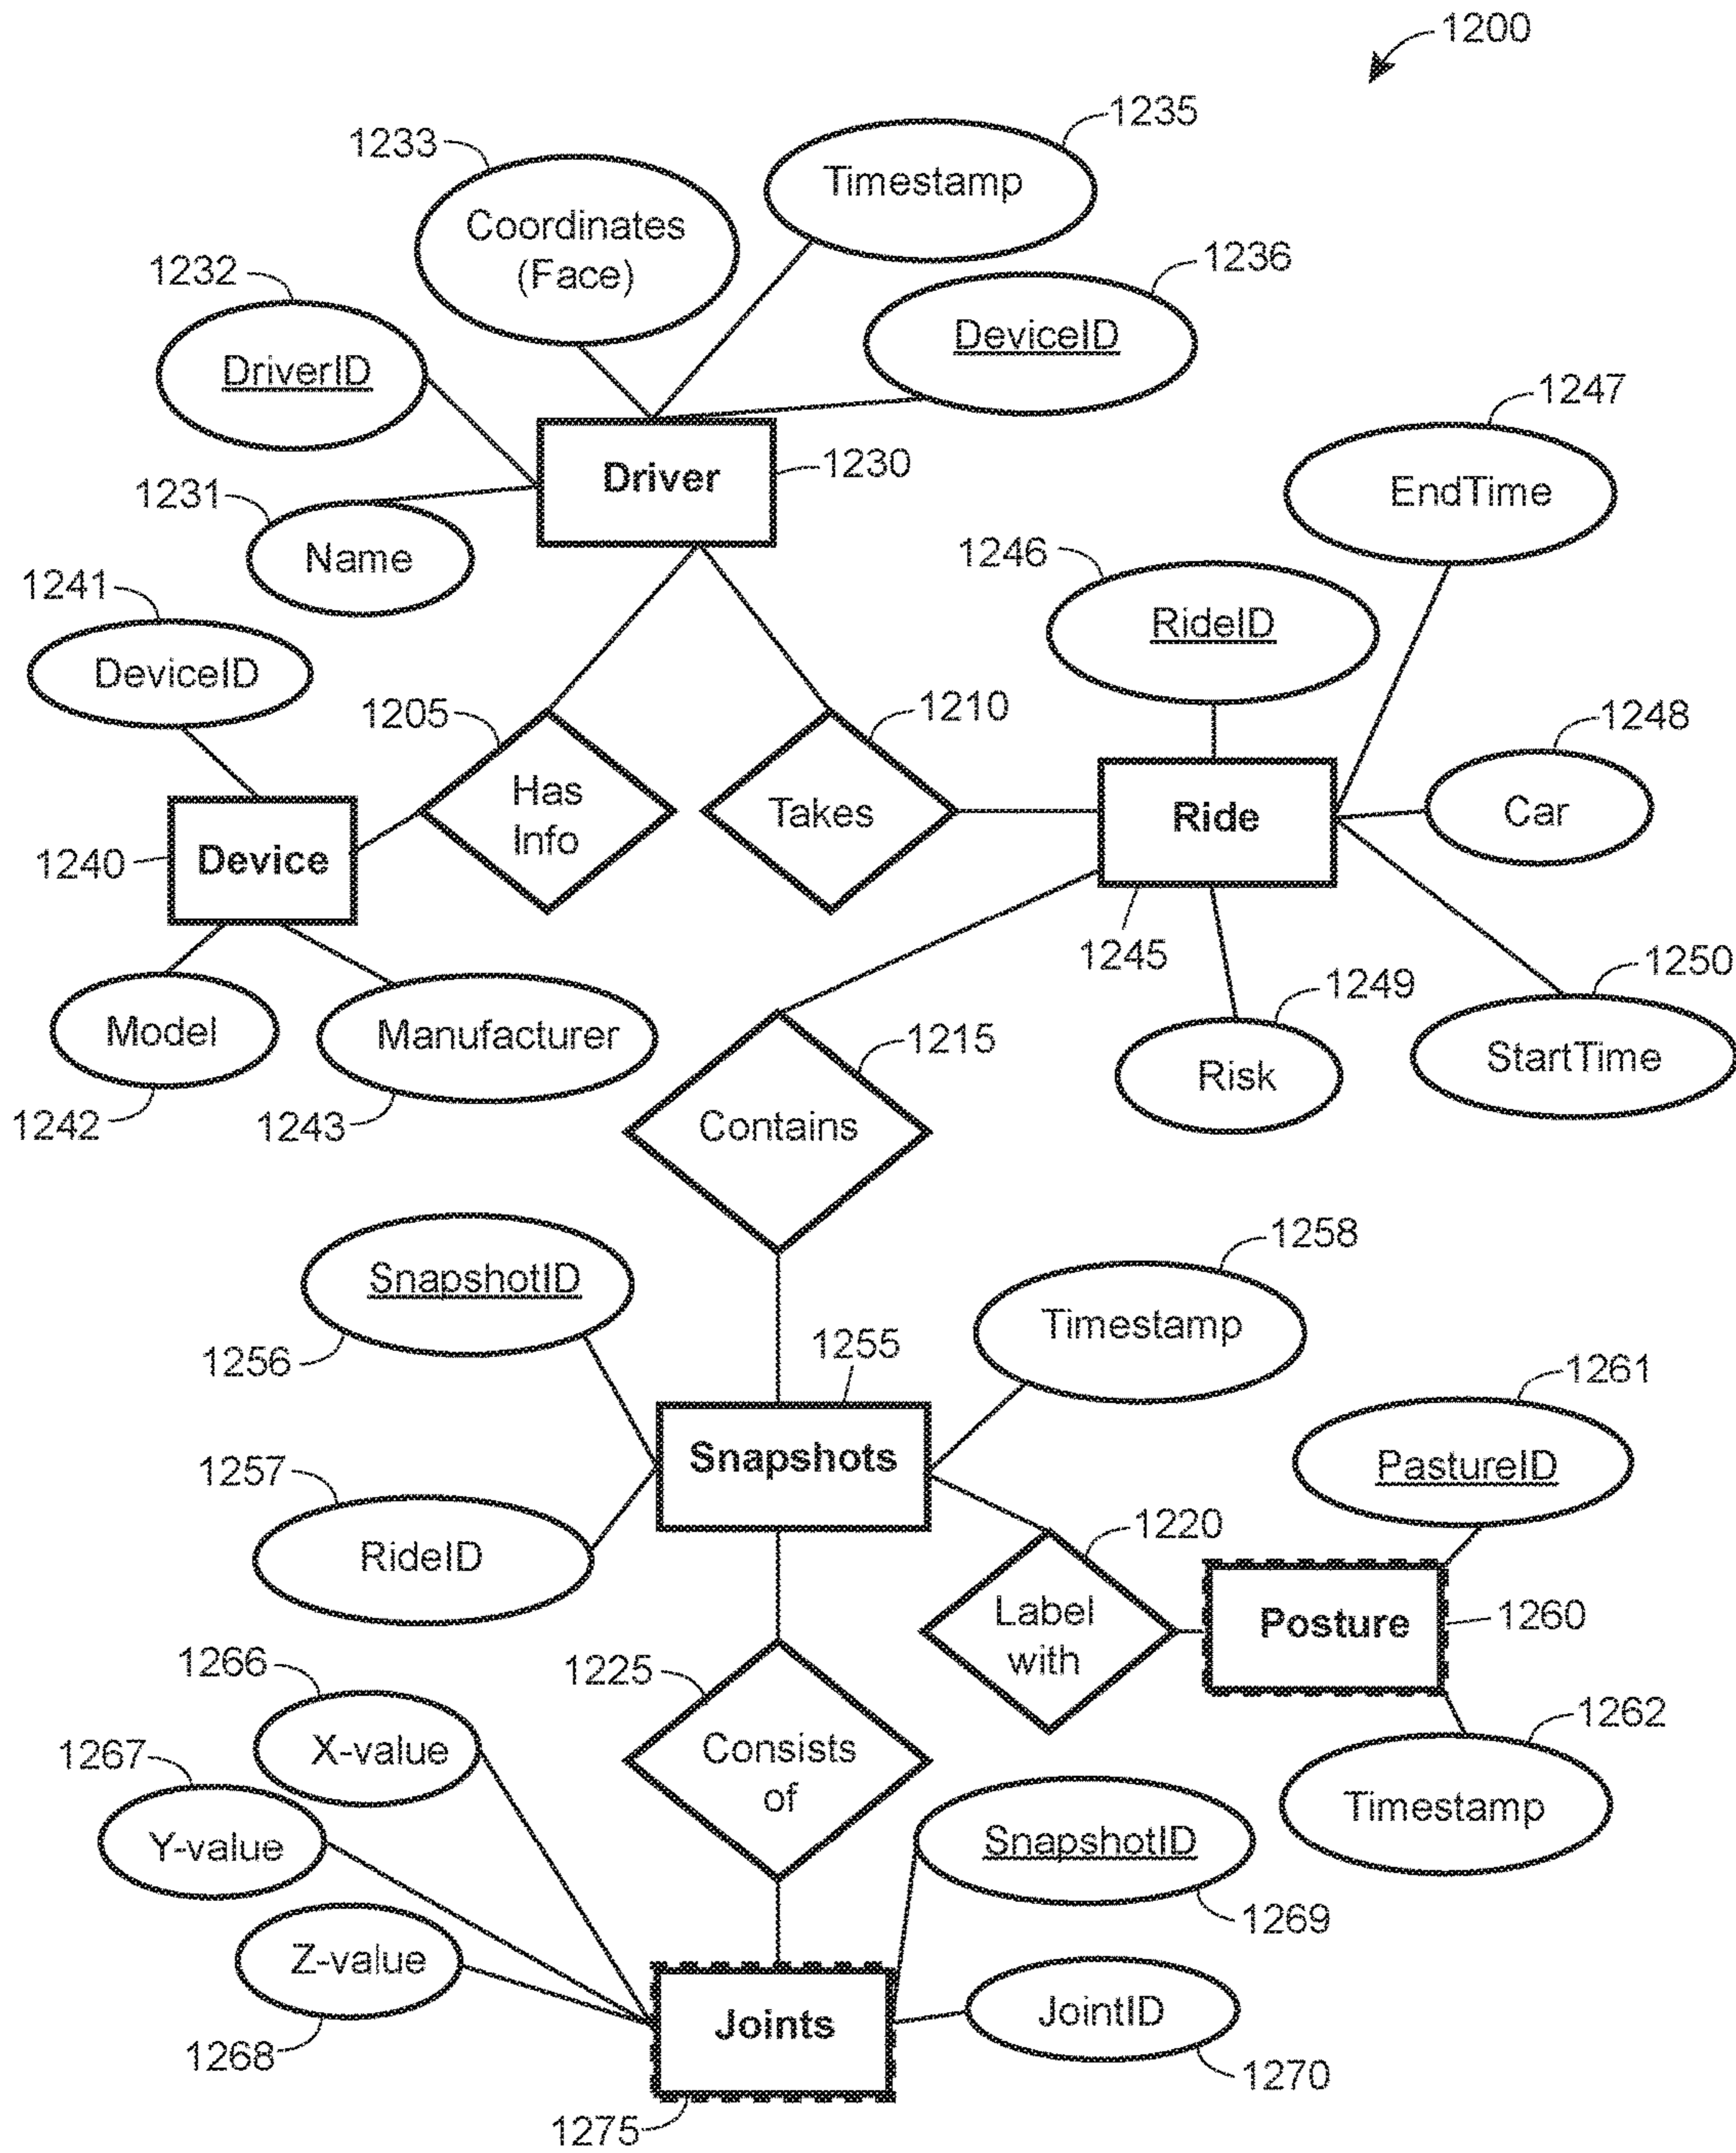 1200
1235
1233
Timestamp
Coordinates
(Face)
1236
1232
DeviceID
DriverID
1247
Driver
1230
1231
EndTime
1246
Name
1241
RideID
DeviceID
1205
1210
1248
Has
Info
Takes
Ride
Car
1240
Device
1245
1250
1249
Model
Manufacturer
1215
StartTime
Risk
1242
1243
Contains
1258
SnapshotID
Timestamp
1255
1256
1261
Snapshots
PastureID
1257
1220
RideID
Label
with
Posture
1260
1266
1225
1262
1267
X-value
Consists
of
Timestamp
Y-value
SnapshotID
1269
Z-value
JointID
Joints
1268
1270
1275